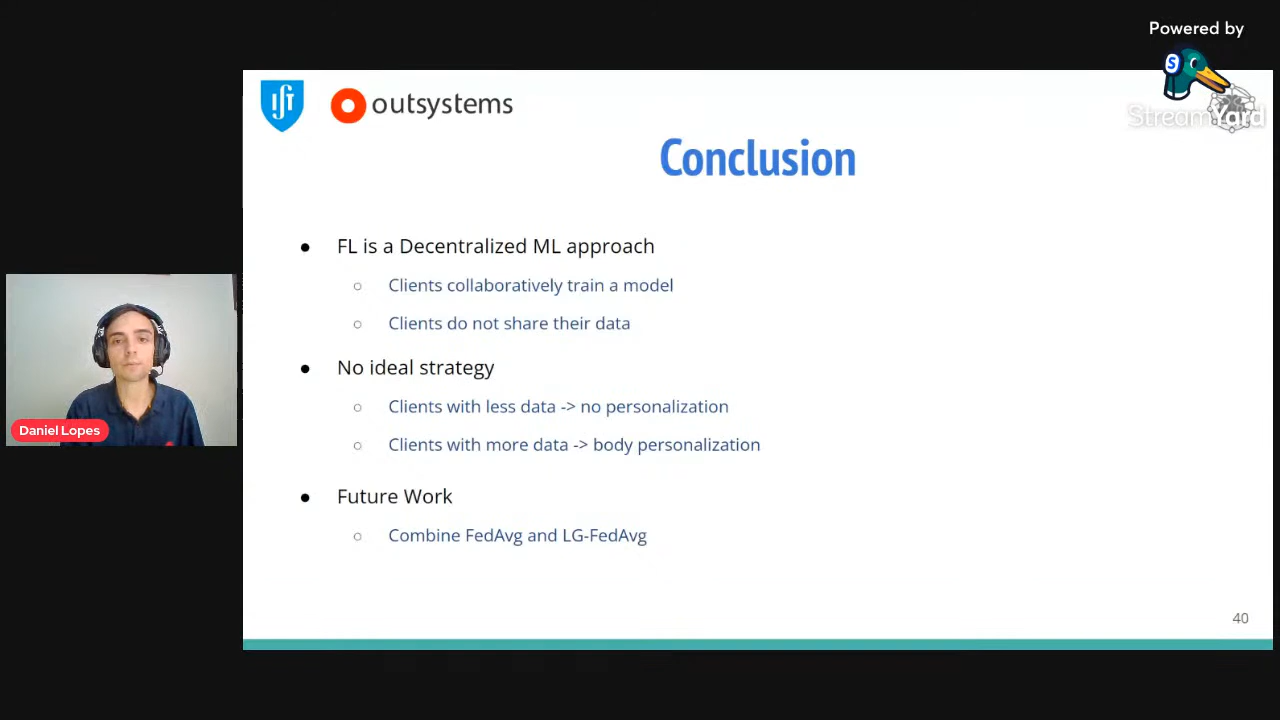 Powered by
S
StreamYard
IST
outsystems
Conclusion
● FL is a Decentralized ML approach
○ Clients collaboratively train a model
○ Clients do not share their data
● No ideal strategy
○ Clients with less data -> no personalization
○ Clients with more data -> body personalization
● Future Work
○ Combine FedAvg and LG-FedAvg
Daniel Lopes
40